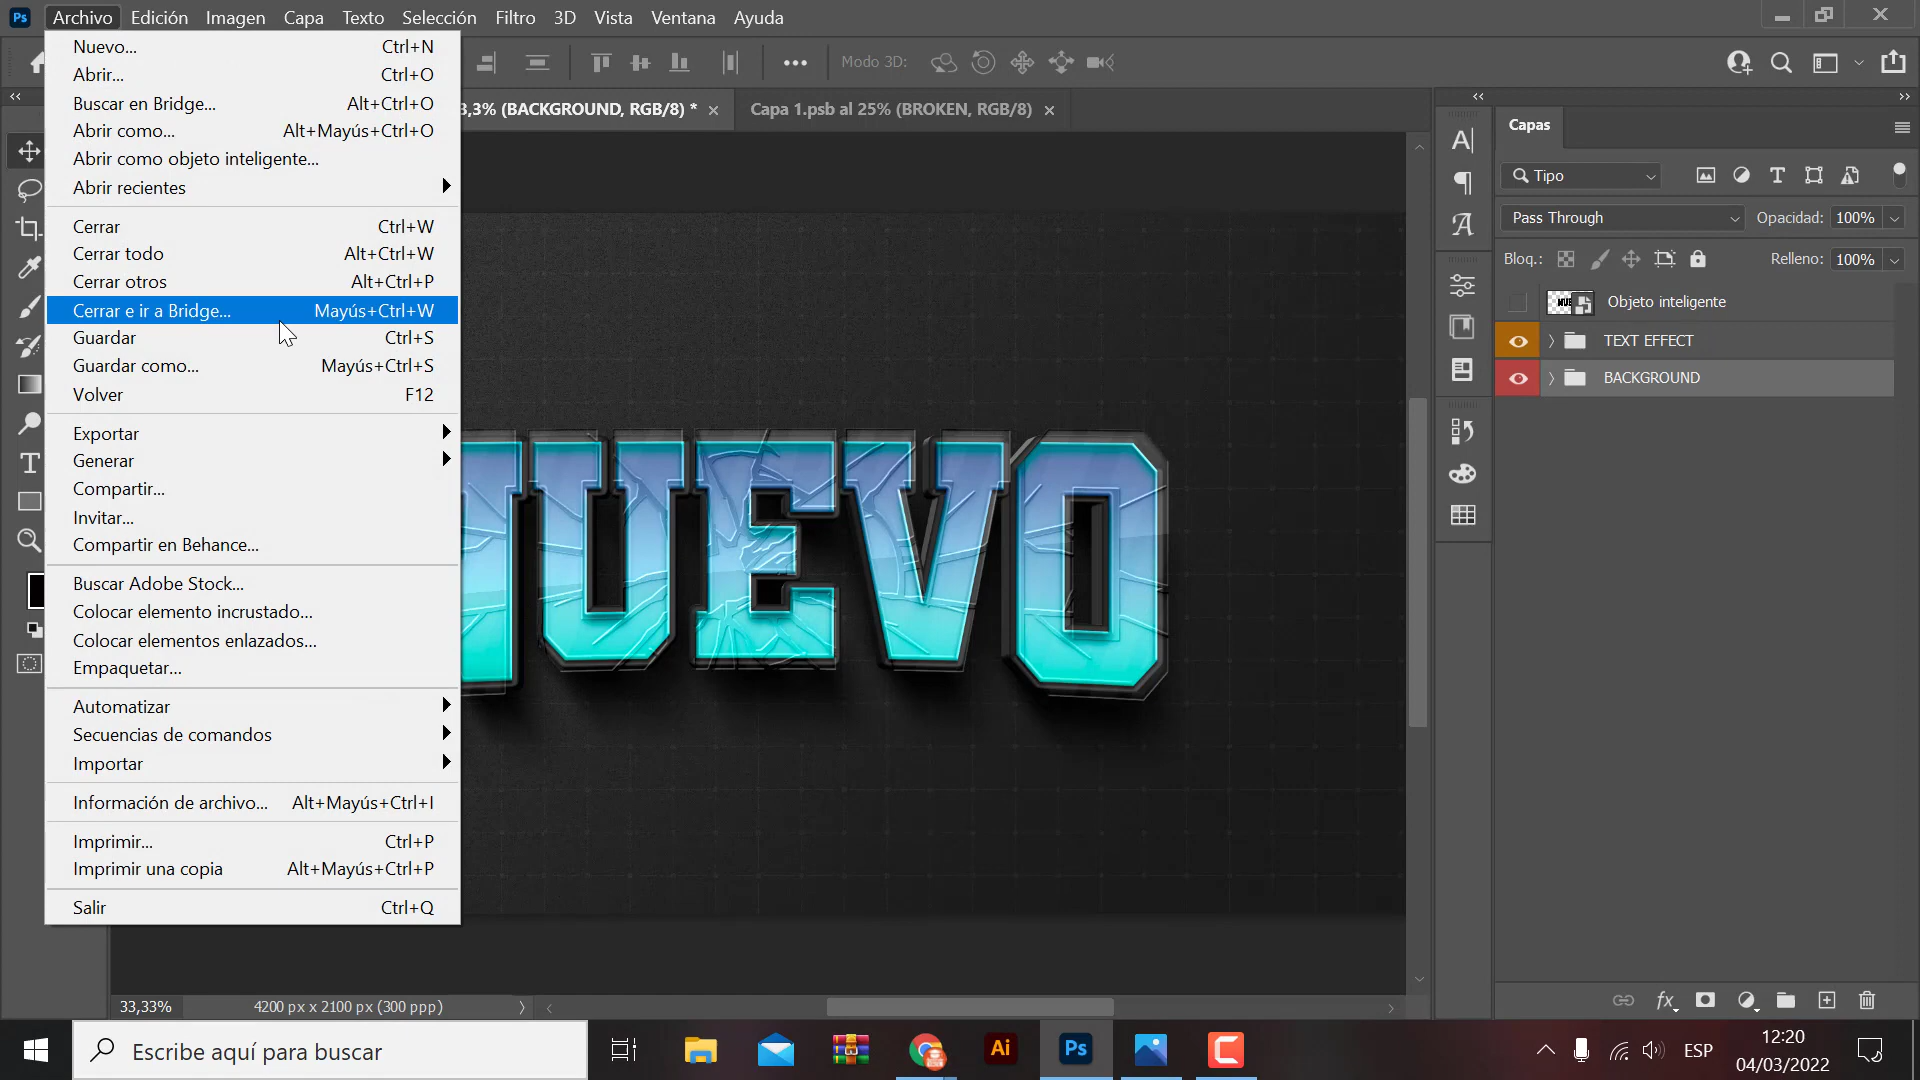 Ps Archivo Edición Imagen Capa Texto Selección Filtro 3D Vista Ventana Ayuda
Modo 3D:
3,3% (BACKGROUND, RGB/8) * × Capa 1.psb al 25% (BROKEN, RGB/8) ×
Nuevo... Ctrl+N
Abrir... Ctrl+O
Buscar en Bridge... Alt+Ctrl+O
Abrir como... Alt+Mayús+Ctrl+O
Abrir como objeto inteligente...
Abrir recientes
Cerrar Ctrl+W
Cerrar todo Alt+Ctrl+W
Cerrar otros Alt+Ctrl+P
Cerrar e ir a Bridge... Mayús+Ctrl+W
Guardar Ctrl+S
Guardar como... Mayús+Ctrl+S
Volver F12
Exportar
Generar
Compartir...
Invitar...
Compartir en Behance...
Buscar Adobe Stock...
Colocar elemento incrustado...
Colocar elementos enlazados...
Empaquetar...
Automatizar
Secuencias de comandos
Importar
Información de archivo... Alt+Mayús+Ctrl+I
Imprimir... Ctrl+P
Imprimir una copia Alt+Mayús+Ctrl+P
Salir Ctrl+Q
NUEVO
Capas
Tipo
Pass Through Opacidad: 100%
Bloq.: Relleno: 100%
Objeto inteligente
TEXT EFFECT
BACKGROUND
fx
33,33% 4200 px x 2100 px (300 ppp)
Escribe aquí para buscar
Ai Ps
ESP
12:20
04/03/2022